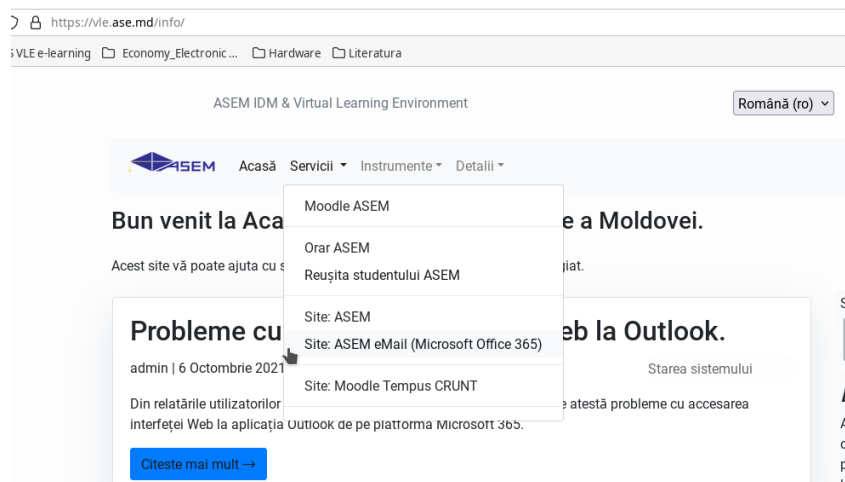 https://vle.ase.md/info/
VLE e-learning Economy_Electronic ... Hardware Literatura
ASEM IDM & Virtual Learning Environment
Română (ro)
ASEM Acasă Servicii Instrumente Detalii
Moodle ASEM
Bun venit la Aca e a Moldovei.
Orar ASEM
Acest site vă poate ajuta cu s giat.
Reușita studentului ASEM
Site: ASEM
Probleme cu eb la Outlook.
Site: ASEM eMail (Microsoft Office 365)
admin | 6 Octombrie 2021
Starea sistemului
Site: Moodle Tempus CRUNT
Din relatările utilizatorilor e atestă probleme cu accesarea
interfeței Web la aplicația Outlook de pe platforma Microsoft 365.
Citeste mai mult →